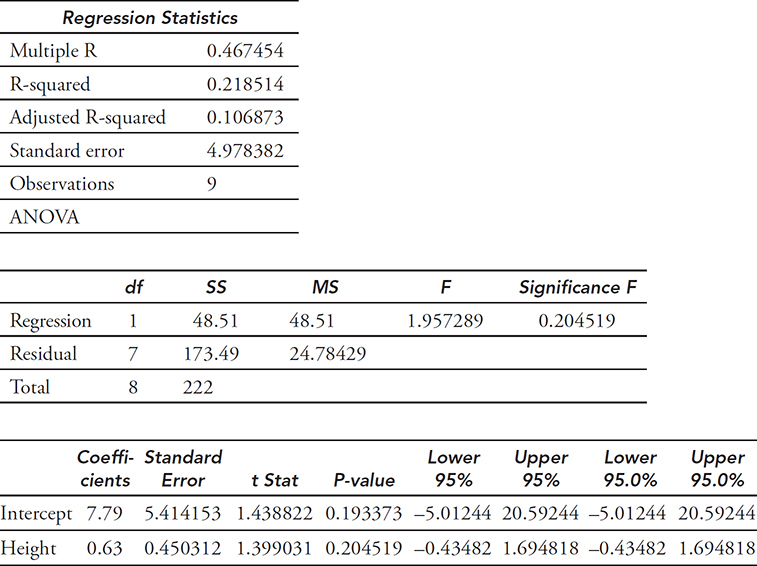 Regression Statistics
Multiple R 0.467454
R-squared 0.218514
Adjusted R-squared 0.106873
Standard error 4.978382
Observations 9
ANOVA
df SS MS F Significance F
Regression 1 48.51 48.51 1.957289 0.204519
Residual 7 173.49 24.78429
Total 8 222
Coeffi- Standard Lower Upper Lower Upper
cients Error t Stat P-value 95% 95% 95.0% 95.0%
Intercept 7.79 5.414153 1.438822 0.193373 –5.01244 20.59244 –5.01244 20.59244
Height 0.63 0.450312 1.399031 0.204519 –0.43482 1.694818 –0.43482 1.694818